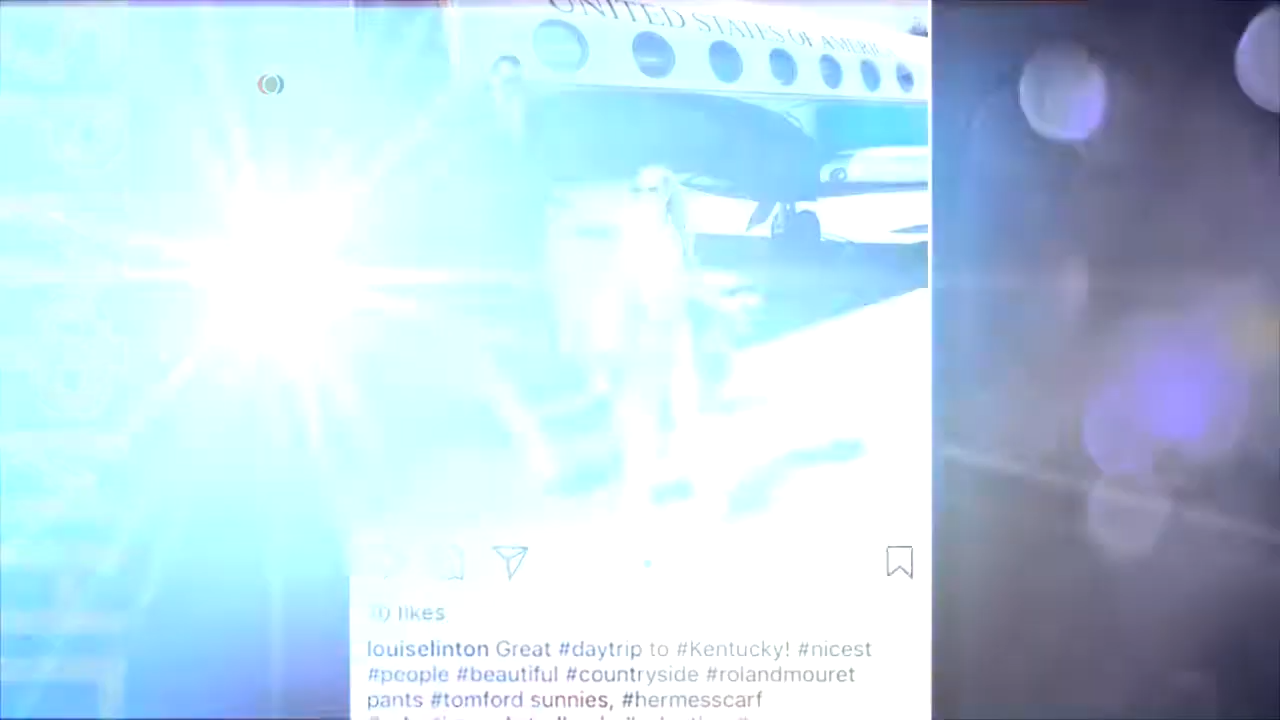 UNITED STATES OF AMERICA
likes
louiselinton Great #daytrip to #Kentucky! #nicest
#people #beautiful #countryside #rolandmouret
pants #tomford sunnies, #hermesscarf